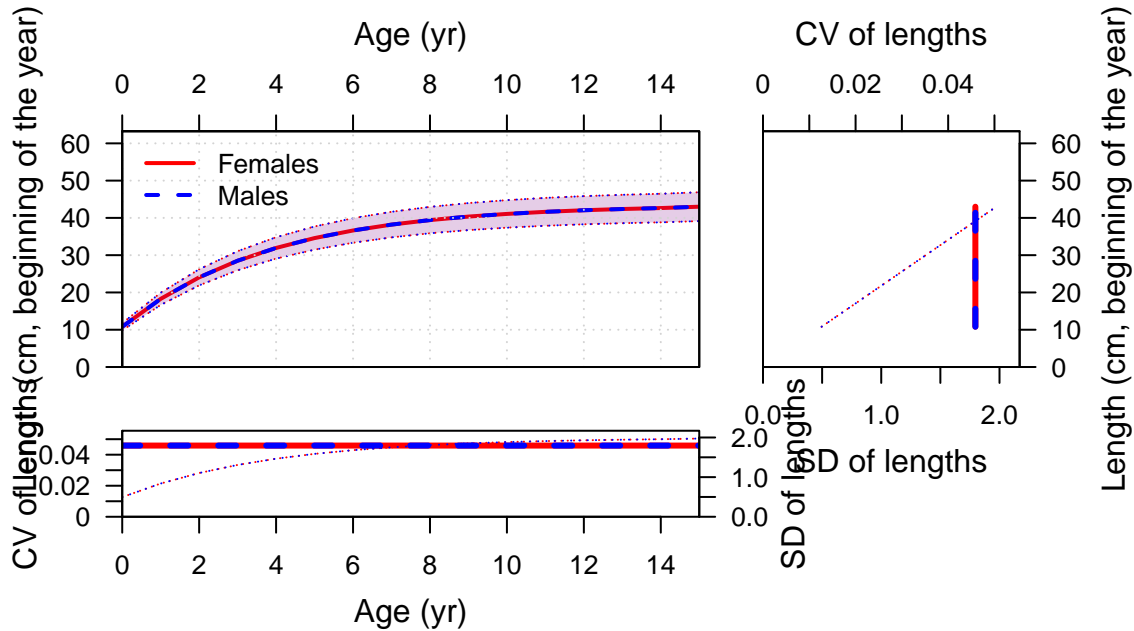 Age (yr)
CV of lengths
0 2 4 6 8 10 12 14
0 0.02 0.04
Length (cm, beginning of the year)
60
50
40
30
20
10
0
Females
Males
60
50
40
30
20
10
0
Length (cm, beginning of the year)
0.0 1.0 2.0
SD of lengths
CV of lengths
0.04
0.02
0
2.0
1.0
0.0
SD of lengths
0 2 4 6 8 10 12 14
Age (yr)